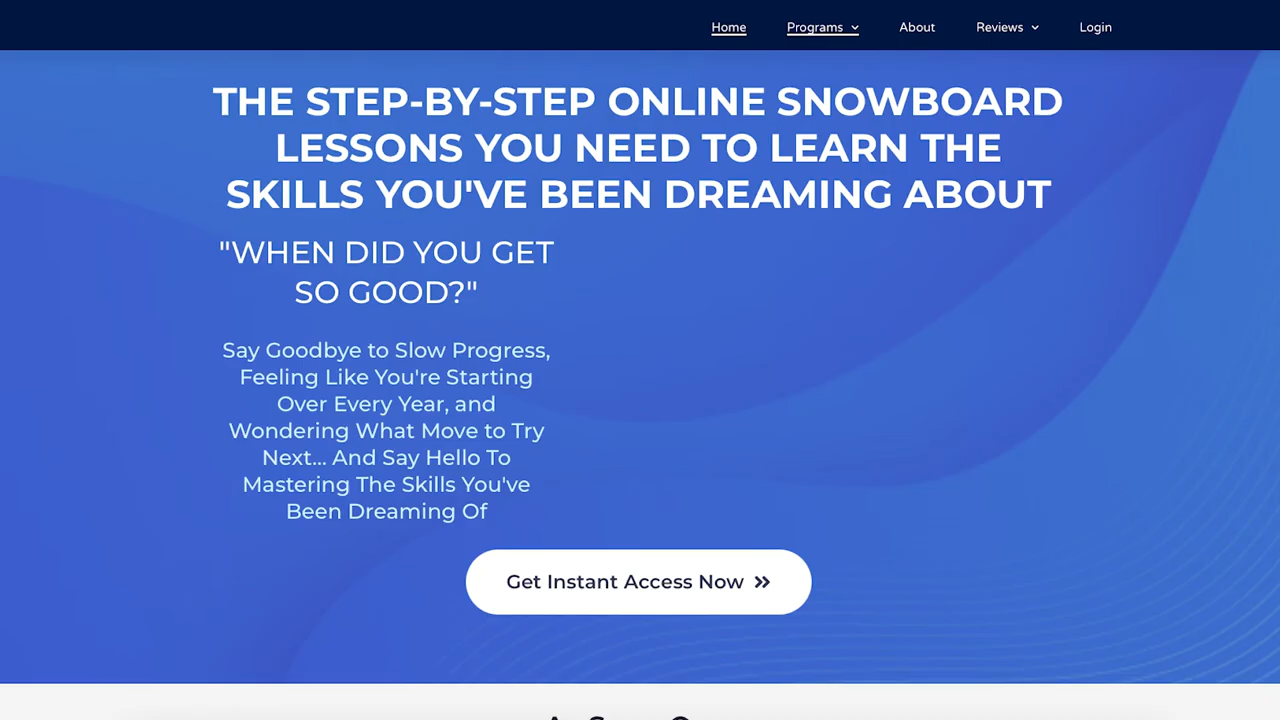 Home Programs About Reviews Login
THE STEP-BY-STEP ONLINE SNOWBOARD
LESSONS YOU NEED TO LEARN THE
SKILLS YOU'VE BEEN DREAMING ABOUT
"WHEN DID YOU GET
SO GOOD?"
Say Goodbye to Slow Progress,
Feeling Like You're Starting
Over Every Year, and
Wondering What Move to Try
Next... And Say Hello To
Mastering The Skills You've
Been Dreaming Of
Get Instant Access Now